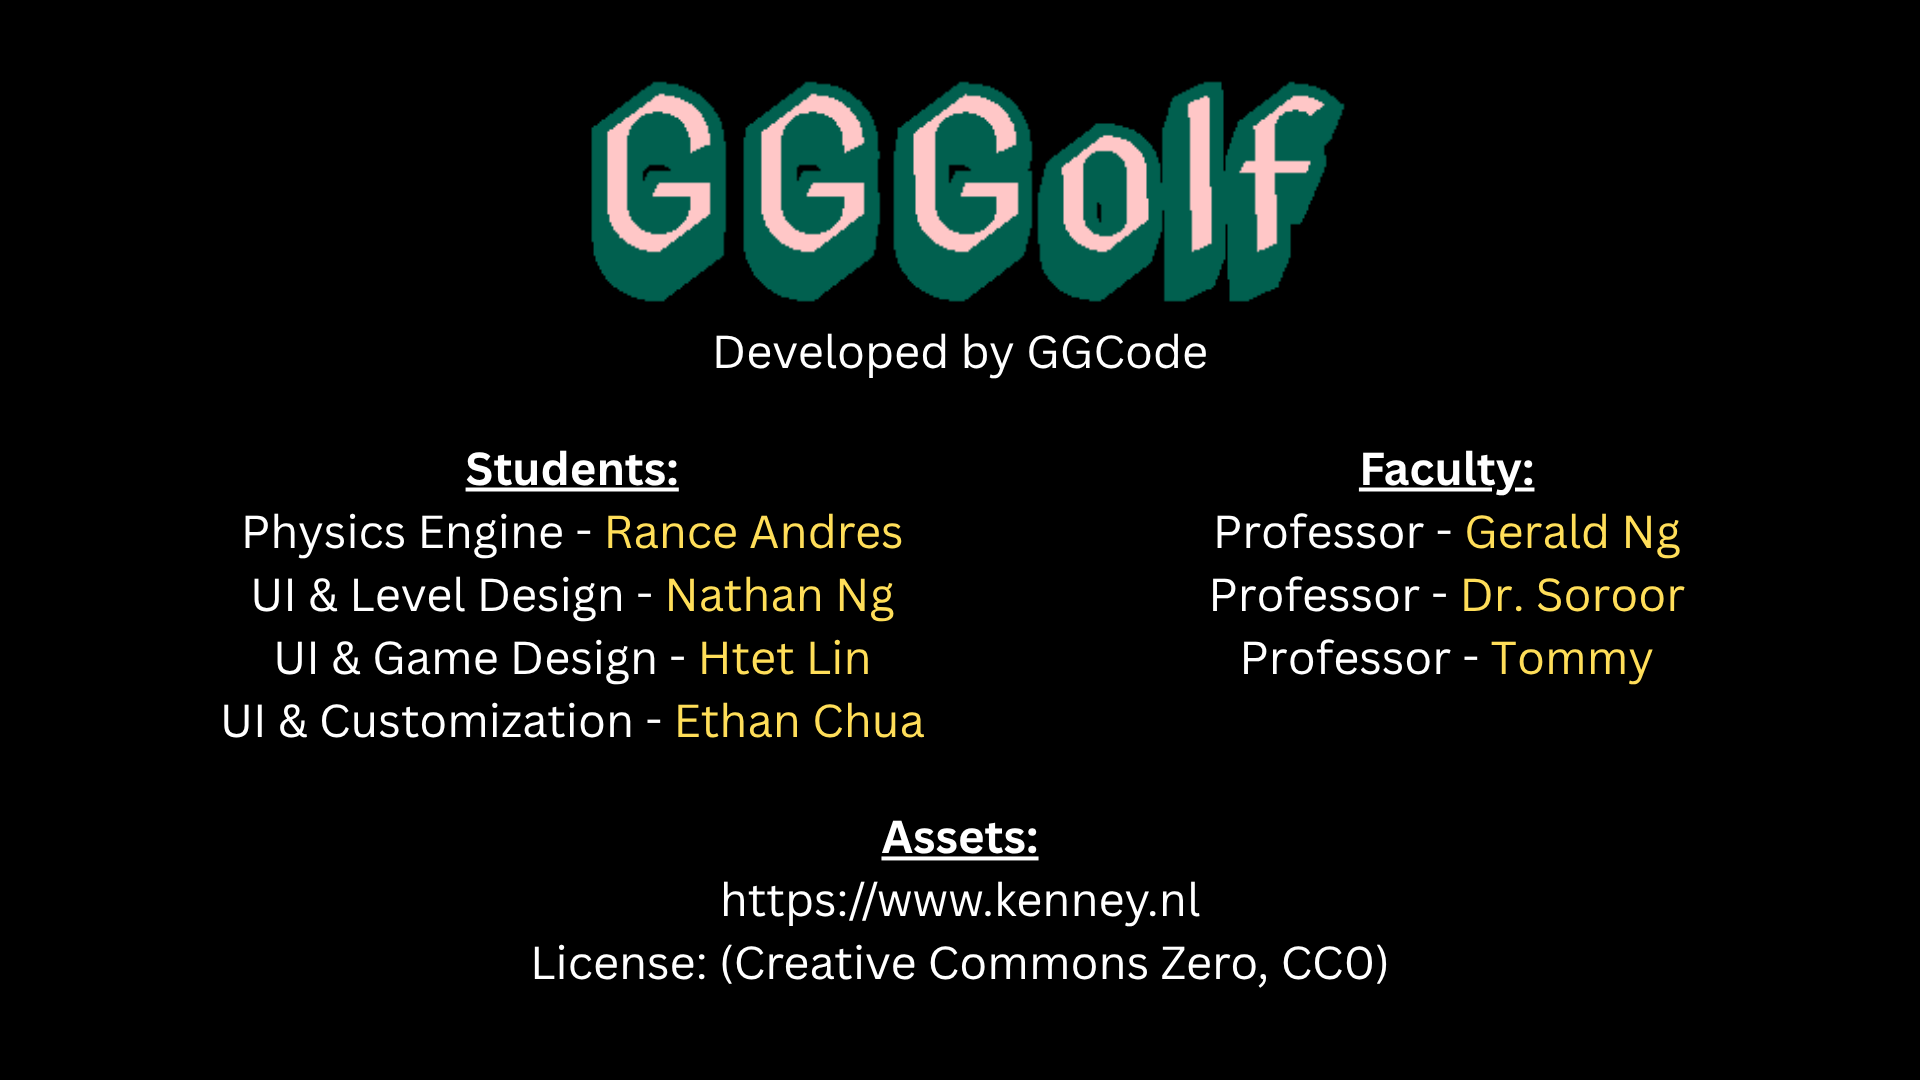 GGGolf
Developed by GGCode
Students:
Physics Engine - Rance Andres
UI & Level Design - Nathan Ng
UI & Game Design - Htet Lin
UI & Customization - Ethan Chua
Faculty:
Professor - Gerald Ng
Professor - Dr. Soroor
Professor - Tommy
Assets:
https://www.kenney.nl
License: (Creative Commons Zero, CC0)